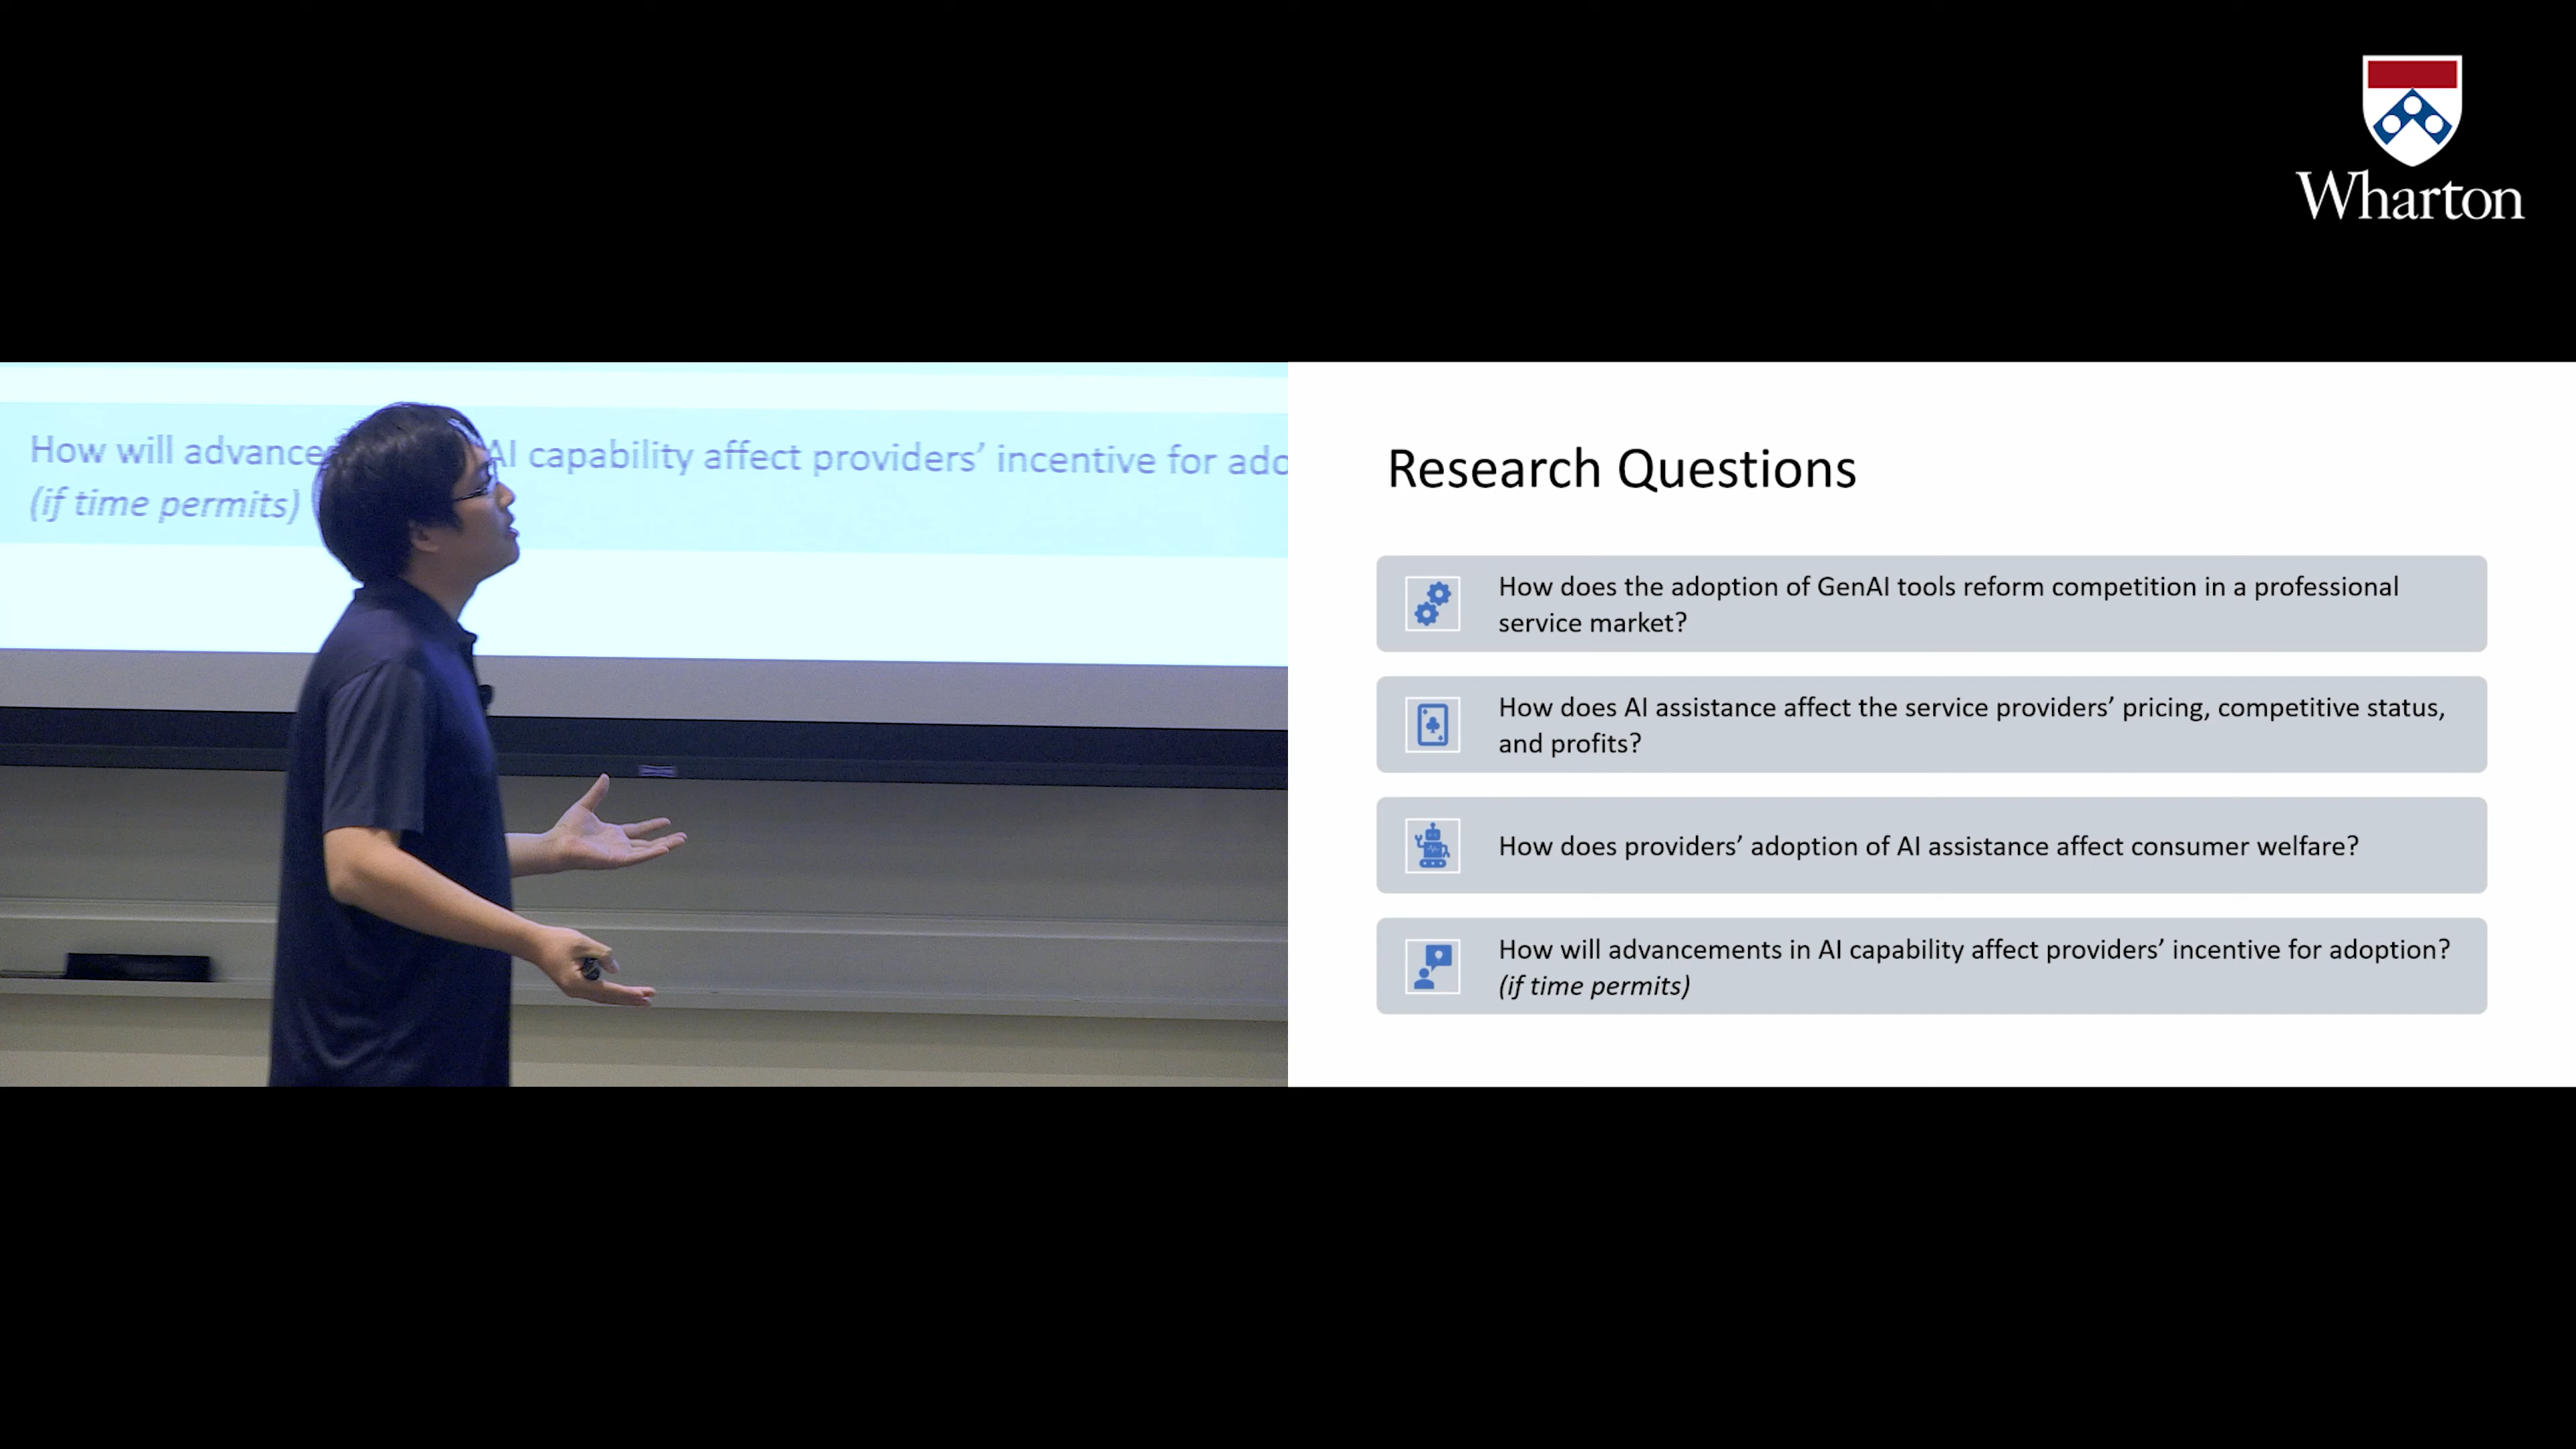 Wharton
How will advance AI capability affect providers’ incentive for ado
(if time permits)
Research Questions
How does the adoption of GenAI tools reform competition in a professional
service market?
How does AI assistance affect the service providers’ pricing, competitive status,
and profits?
How does providers’ adoption of AI assistance affect consumer welfare?
How will advancements in AI capability affect providers’ incentive for adoption?
(if time permits)